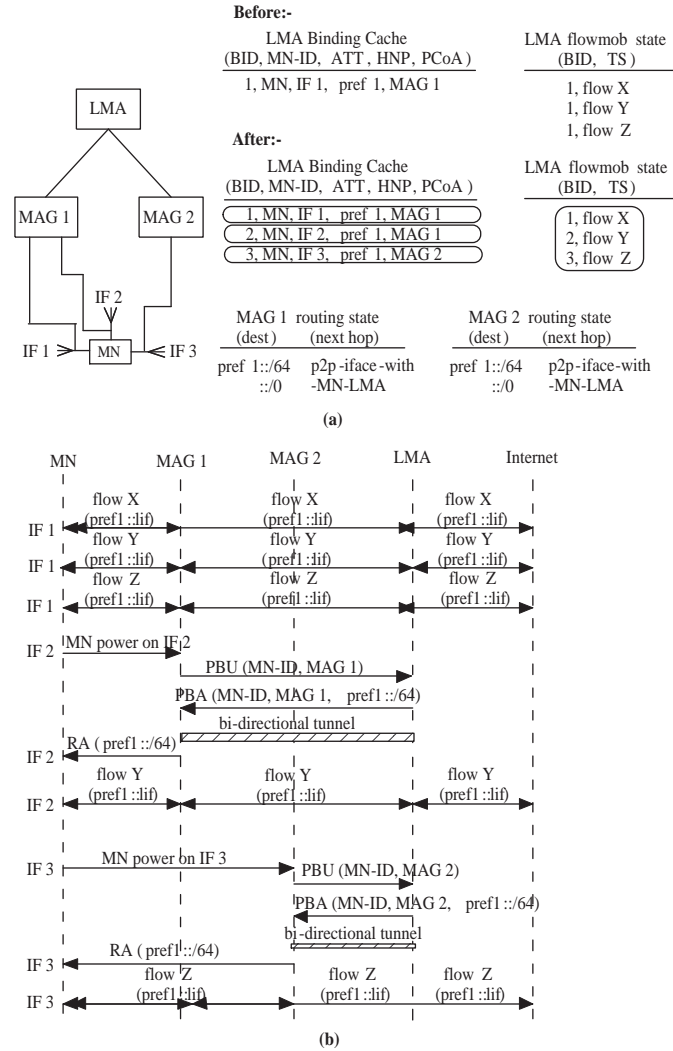 Before:-
LMA Binding Cache
(BID, MN-ID, ATT, HNP, PCoA)
1, MN, IF 1, pref 1, MAG 1
LMA flowmob state
(BID, TS)
1, flow X
1, flow Y
1, flow Z
After:-
LMA Binding Cache
(BID, MN-ID, ATT, HNP, PCoA)
1, MN, IF 1, pref 1, MAG 1
2, MN, IF 2, pref 1, MAG 1
3, MN, IF 3, pref 1, MAG 2
LMA flowmob state
(BID, TS)
1, flow X
2, flow Y
3, flow Z
LMA
MAG 1
MAG 2
IF 2
IF 1
MN
IF 3
MAG 1 routing state
(dest) (next hop)
pref 1::/64 p2p-iface-with
::/0 -MN-LMA
MAG 2 routing state
(dest) (next hop)
pref 1::/64 p2p-iface-with
::/0 -MN-LMA
(a)
MN MAG 1 MAG 2 LMA Internet
flow X flow X flow X
IF 1 (pref1::lif) (pref1::lif) (pref1::lif)
flow Y flow Y flow Y
IF 1 (pref1::lif) (pref1::lif) (pref1::lif)
flow Z flow Z flow Z
IF 1 (pref1::lif) (pref1::lif) (pref1::lif)
IF 2 MN power on IF 2
PBU (MN-ID, MAG 1)
PBA (MN-ID, MAG 1, pref1::/64)
bi-directional tunnel
IF 2 RA (pref1::/64)
flow Y flow Y flow Y
IF 2 (pref1::lif) (pref1::lif) (pref1::lif)
IF 3 MN power on IF 3
PBU (MN-ID, MAG 2)
PBA (MN-ID, MAG 2, pref1::/64)
bi-directional tunnel
IF 3 RA (pref1::/64)
flow Z flow Z flow Z
IF 3 (pref1::lif) (pref1::lif) (pref1::lif)
(b)